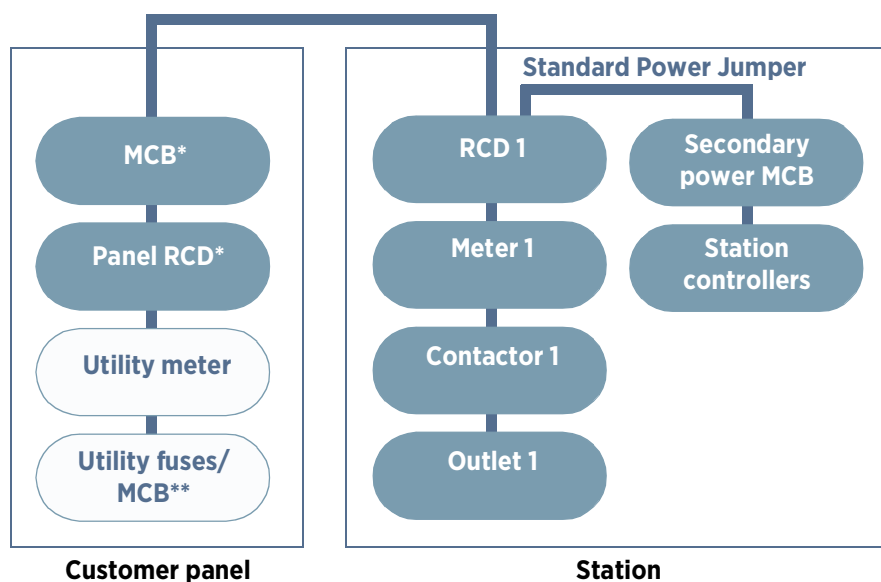 Standard Power Jumper
MCB*
Panel RCD*
Utility meter
Utility fuses/
MCB**
Customer panel
RCD 1
Meter 1
Contactor 1
Outlet 1
Secondary
power MCB
Station
controllers
Station